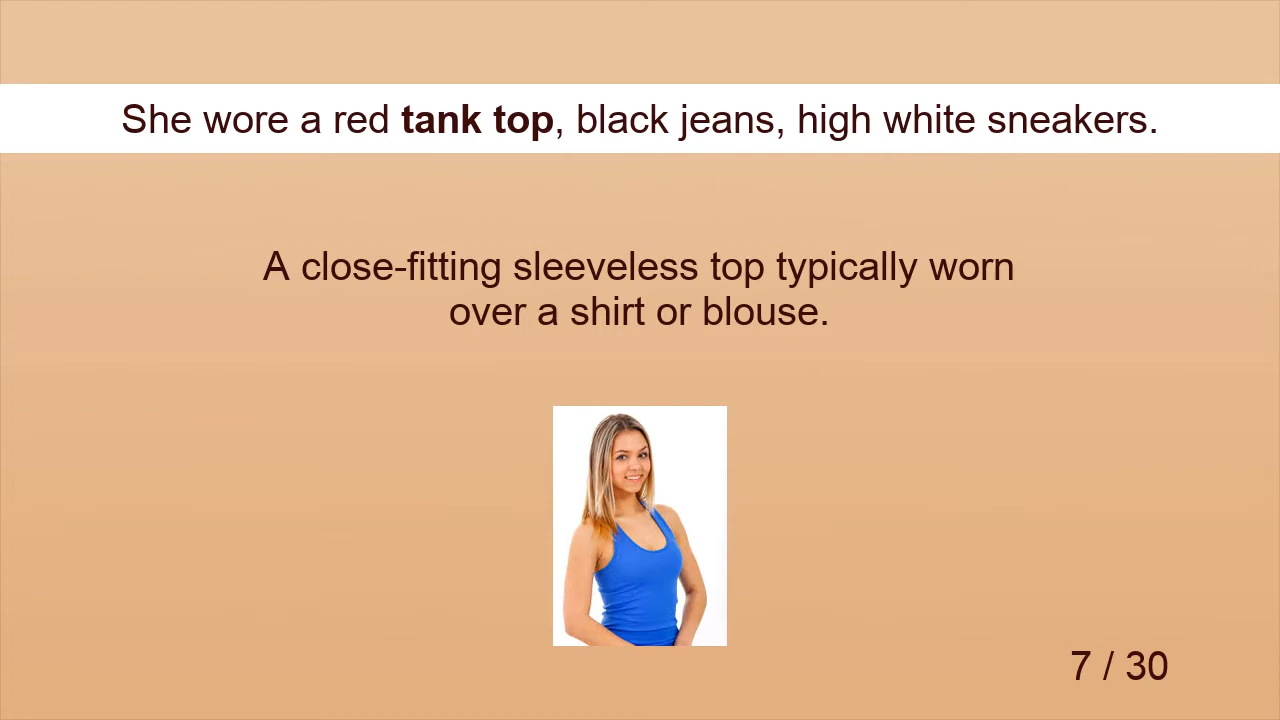 She wore a red tank top, black jeans, high white sneakers.
A close-fitting sleeveless top typically worn
over a shirt or blouse.
7 / 30